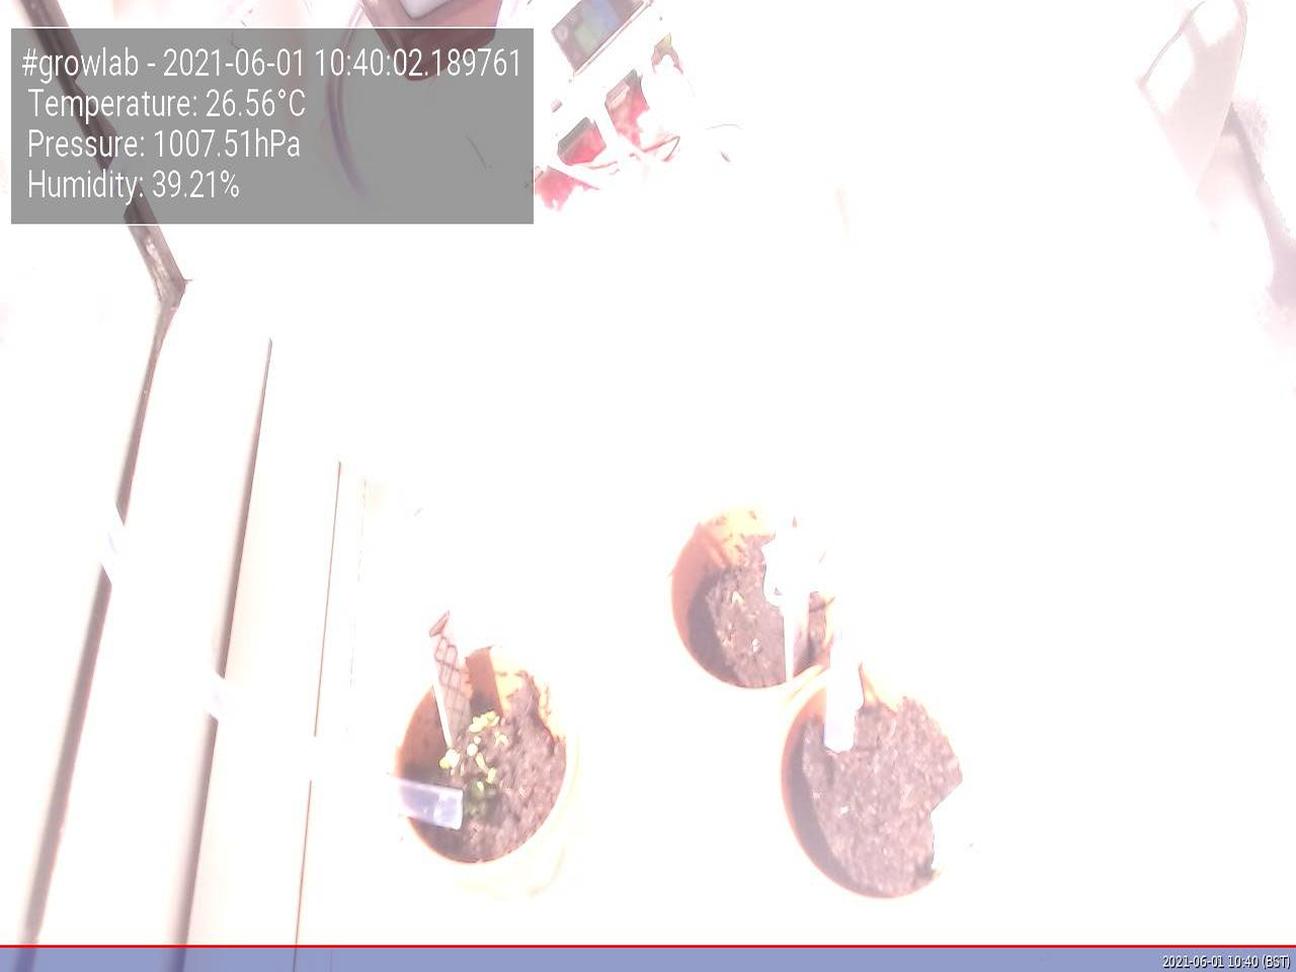 #growlab - 2021-06-01 10:40:02.189761
Temperature: 26.56°C
Pressure: 1007.51hPa
Humidity: 39.21%
2021-06-01 10:40 (BST)